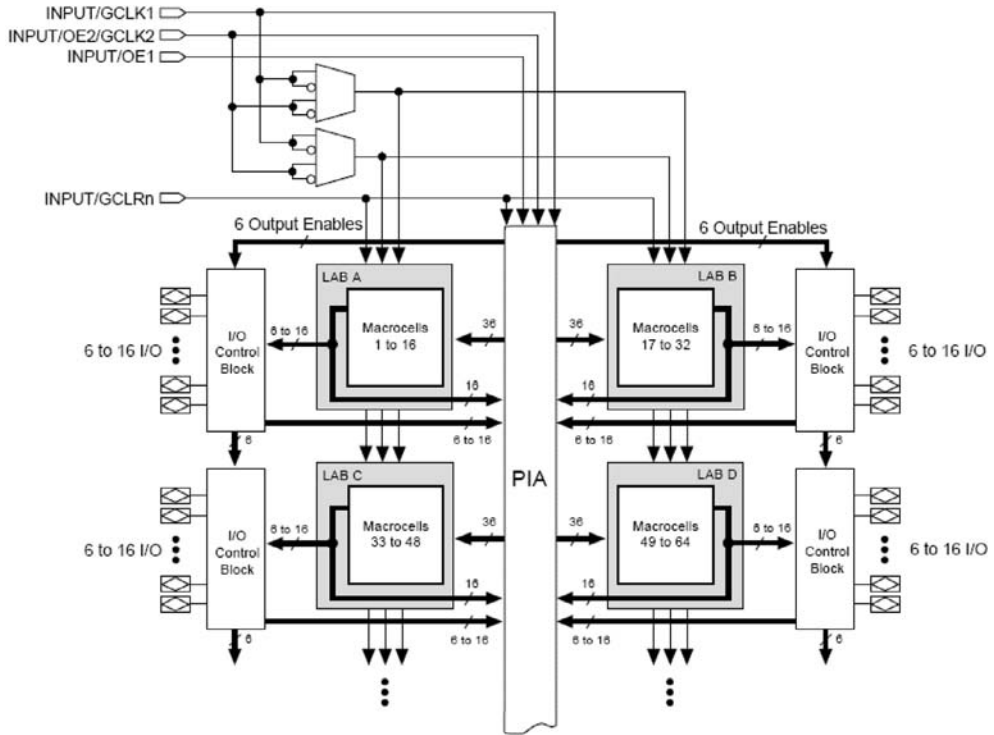 INPUT/GCLK1
INPUT/OE2/GCLK2
INPUT/OE1
INPUT/GCLRn
6 Output Enables
6 Output Enables
LAB A
LAB B
6 to 16 I/O
I/O
Control
Block
6 to 16
Macrocells
1 to 16
36
36
Macrocells
17 to 32
6 to 16
I/O
Control
Block
6 to 16 I/O
16
16
6
6 to 16
6 to 16
6
PIA
LAB C
LAB D
6 to 16 I/O
I/O
Control
Block
6 to 16
Macrocells
33 to 48
36
36
Macrocells
49 to 64
6 to 16
I/O
Control
Block
6 to 16 I/O
16
16
6
6 to 16
6 to 16
6